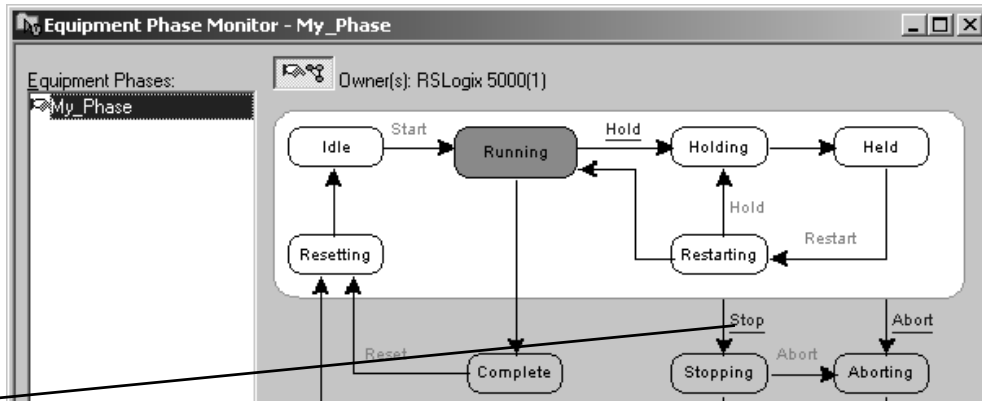 Equipment Phase Monitor - My_Phase
Equipment Phases:
Owner(s): RSLogix 5000(1)
My_Phase
Start
Hold
Idle
Running
Holding
Held
Hold
Restart
Resetting
Restarting
Stop
Abort
Reset
Abort
Complete
Stopping
Aborting